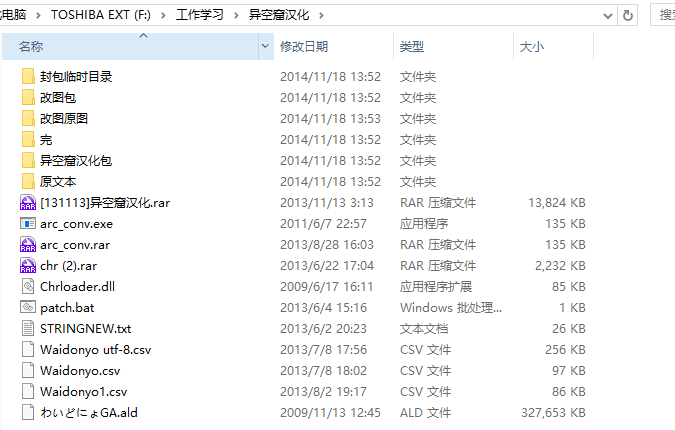 电脑 › TOSHIBA EXT (F:) › 工作学习 › 异空窟汉化 ›
名称 修改日期 类型 大小
封包临时目录 2014/11/18 13:52 文件夹
改图包 2014/11/18 13:52 文件夹
改图原图 2014/11/18 13:53 文件夹
完 2014/11/18 13:52 文件夹
异空窟汉化包 2014/11/18 13:52 文件夹
原文本 2014/11/18 13:52 文件夹
[131113]异空窟汉化.rar 2013/11/13 3:13 RAR 压缩文件 13,824 KB
arc_conv.exe 2011/6/7 22:57 应用程序 135 KB
arc_conv.rar 2013/8/28 16:03 RAR 压缩文件 135 KB
chr (2).rar 2013/6/22 17:04 RAR 压缩文件 2,232 KB
Chrloader.dll 2009/6/17 16:11 应用程序扩展 85 KB
patch.bat 2013/6/4 15:16 Windows 批处理... 1 KB
STRINGNEW.txt 2013/6/2 20:23 文本文档 26 KB
Waidonyo utf-8.csv 2013/7/8 17:56 CSV 文件 256 KB
Waidonyo.csv 2013/7/8 18:02 CSV 文件 97 KB
Waidonyo1.csv 2013/8/2 19:17 CSV 文件 86 KB
わいどにょGA.ald 2009/11/13 12:45 ALD 文件 327,653 KB